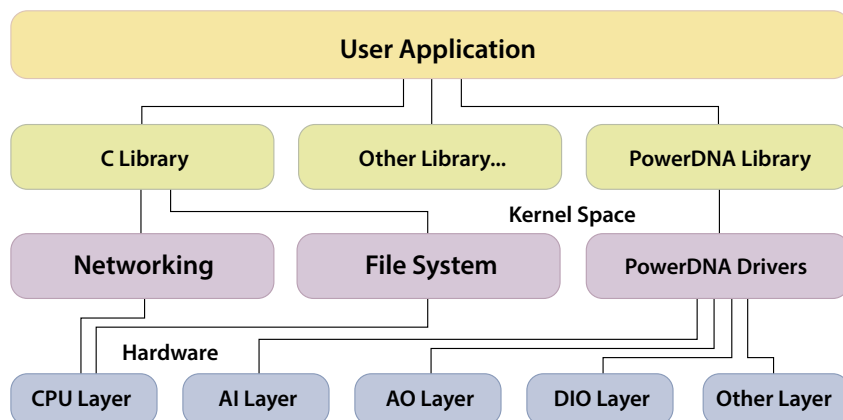 User Application
C Library
Other Library...
PowerDNA Library
Kernel Space
Networking
File System
PowerDNA Drivers
Hardware
CPU Layer
AI Layer
AO Layer
DIO Layer
Other Layer